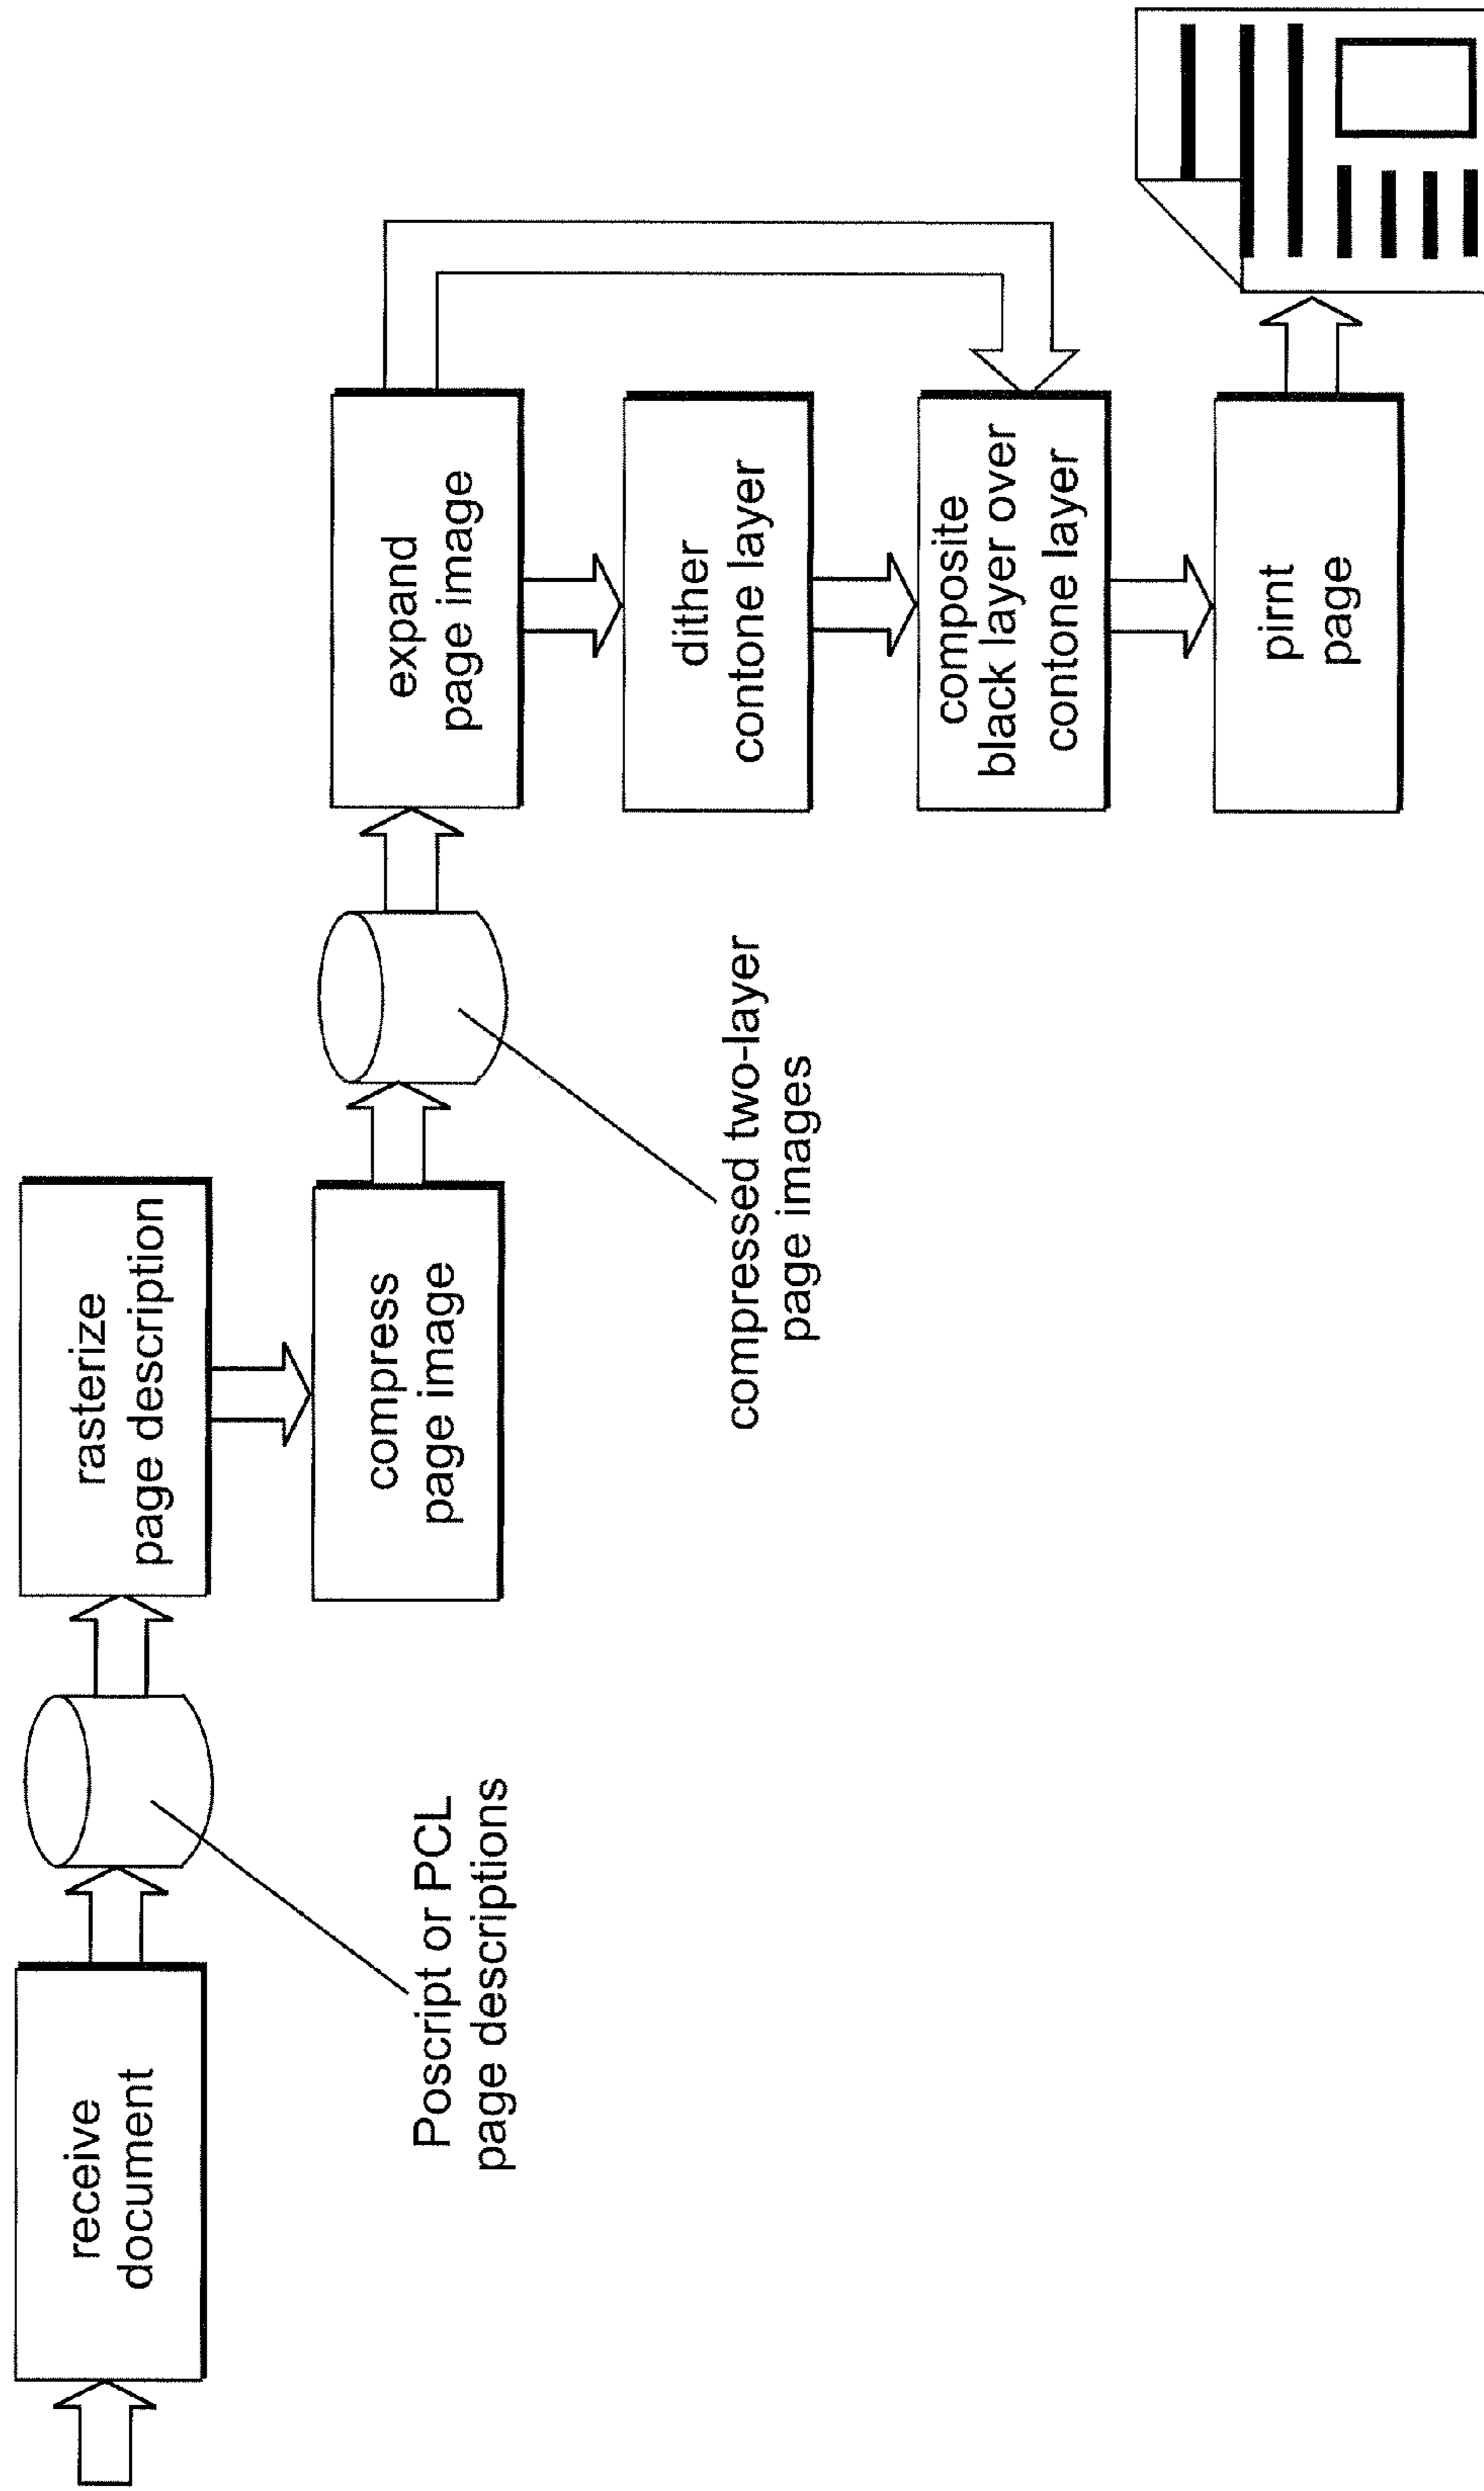 receive
document
Poscript or PCL
page descriptions
rasterize
page description
compress
page image
compressed two-layer
page images
expand
page image
dither
contone layer
composite
black layer over
contone layer
pirnt
page